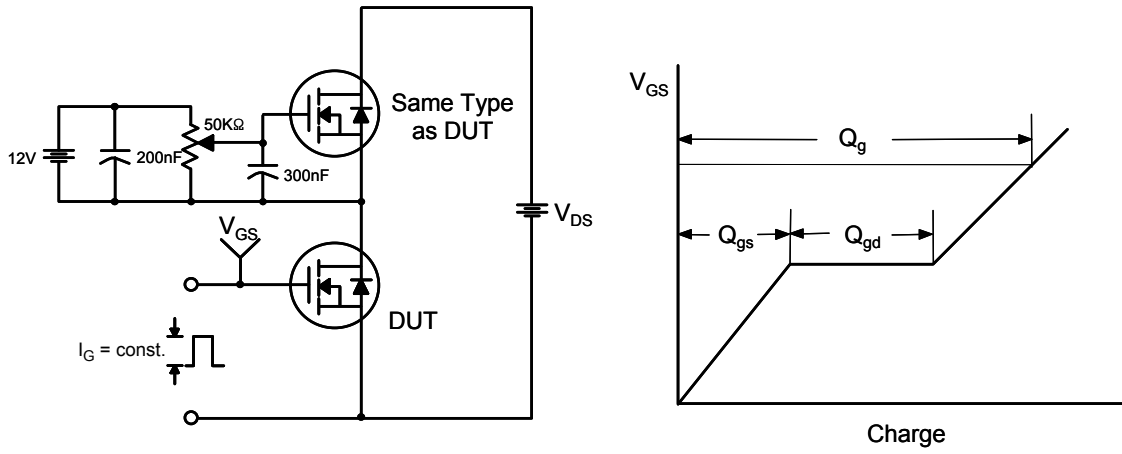 Same Type
as DUT
50KΩ
12V
200nF
300nF
V_GS
V_DS
DUT
I_G = const.
V_GS
Q_g
Q_gs
Q_gd
Charge